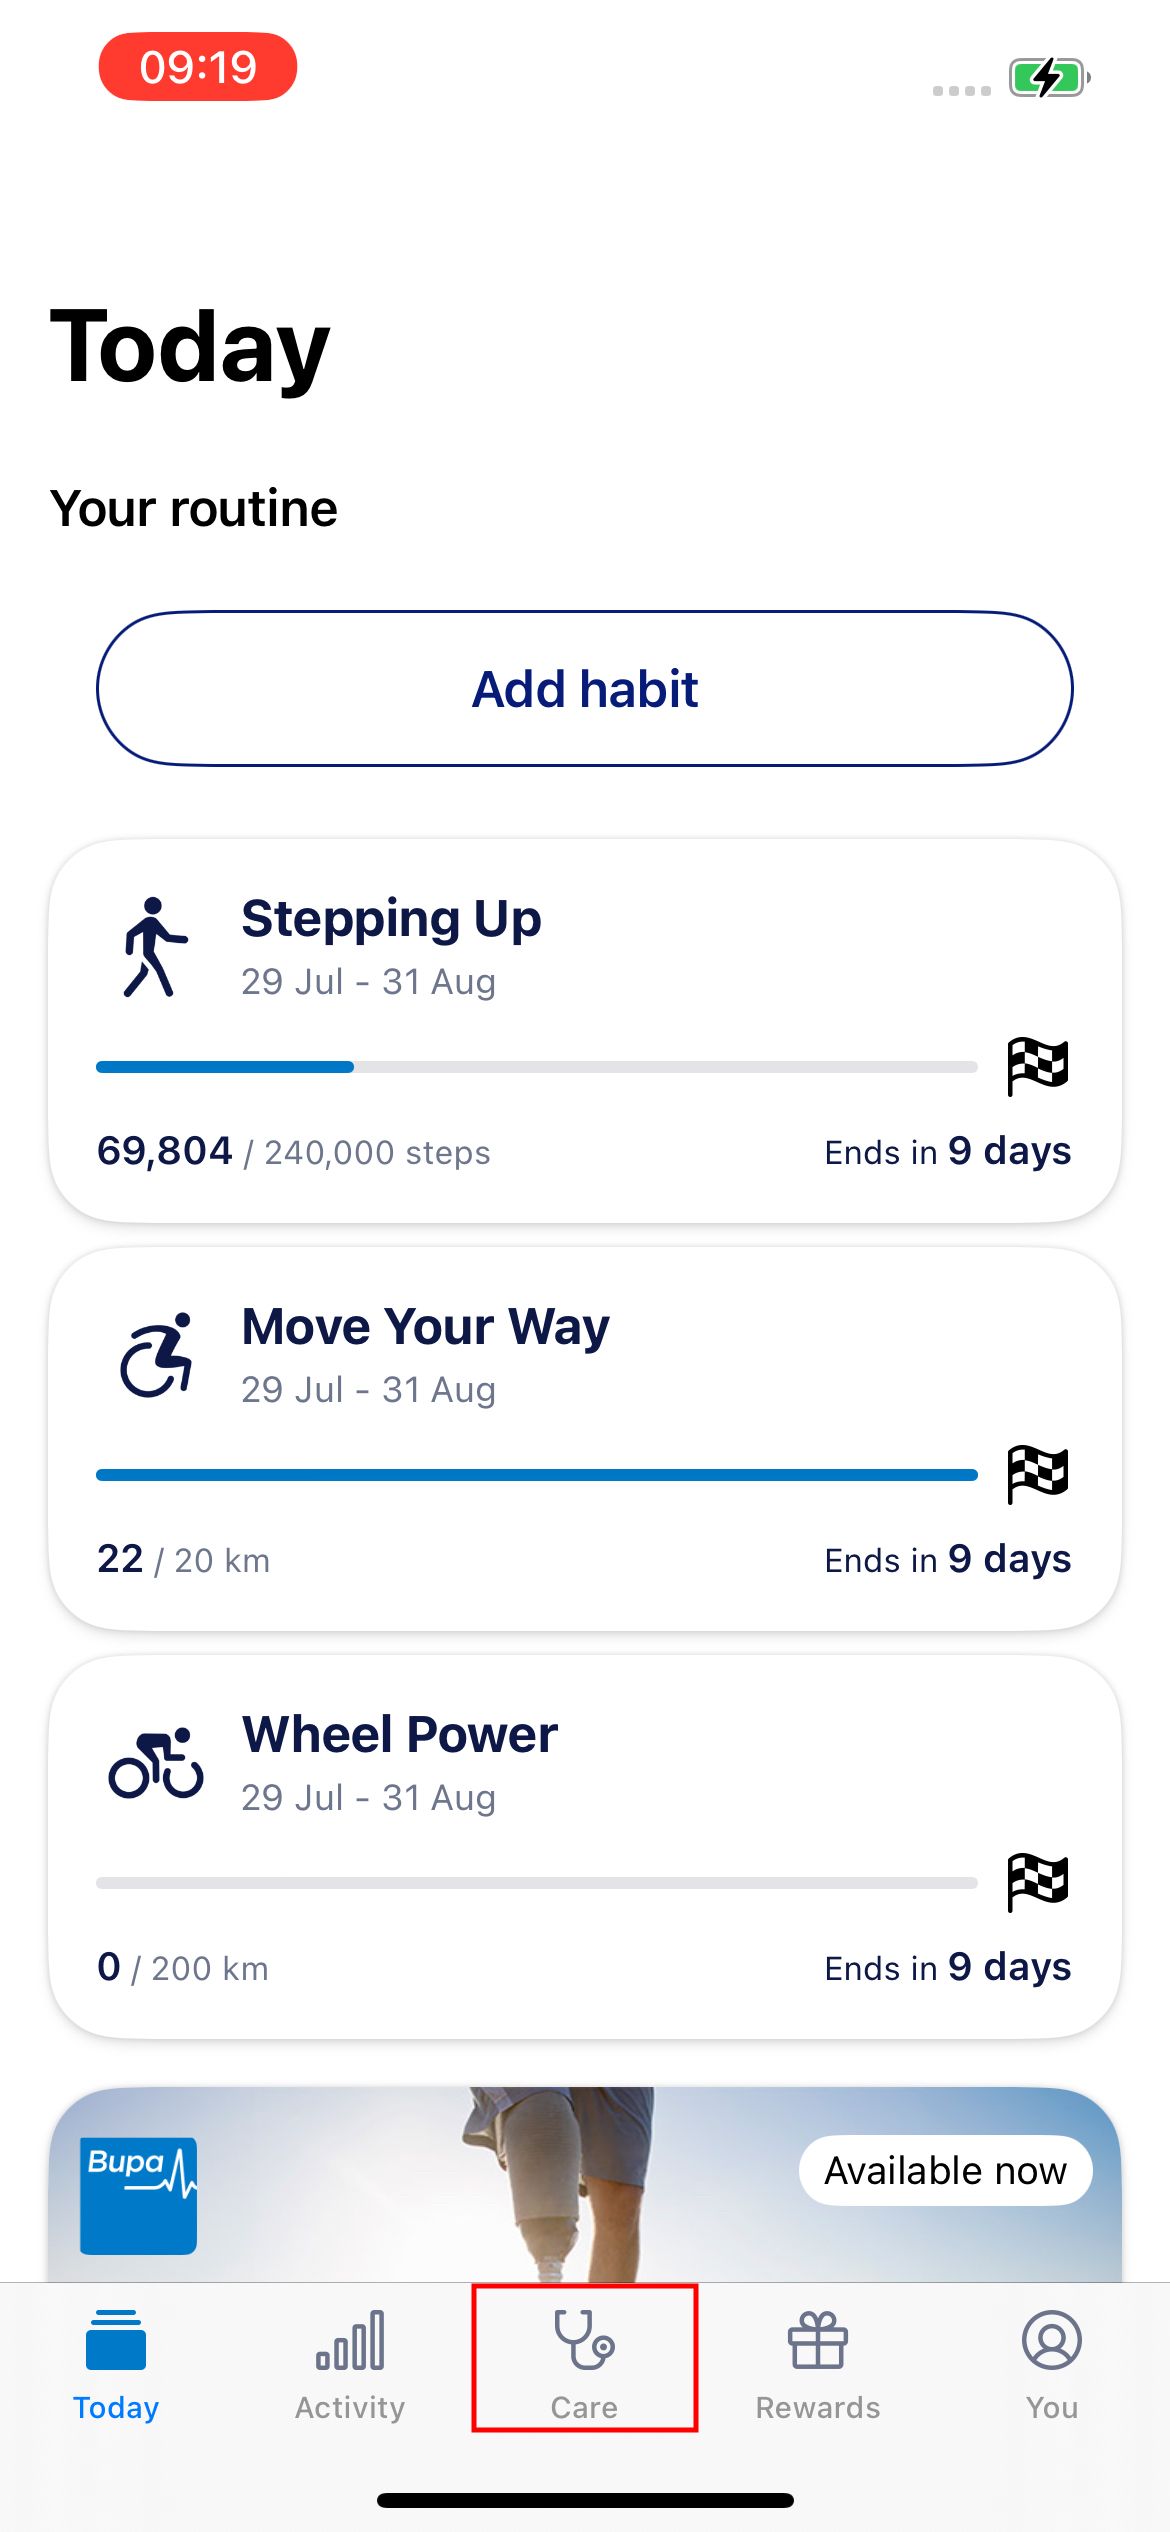 09:19
Today
Your routine
Add habit
Stepping Up
29 Jul - 31 Aug
69,804 / 240,000 steps
Ends in 9 days
Move Your Way
29 Jul - 31 Aug
22 / 20 km
Ends in 9 days
Wheel Power
29 Jul - 31 Aug
0 / 200 km
Ends in 9 days
Bupa
Available now
Today
Activity
Care
Rewards
You